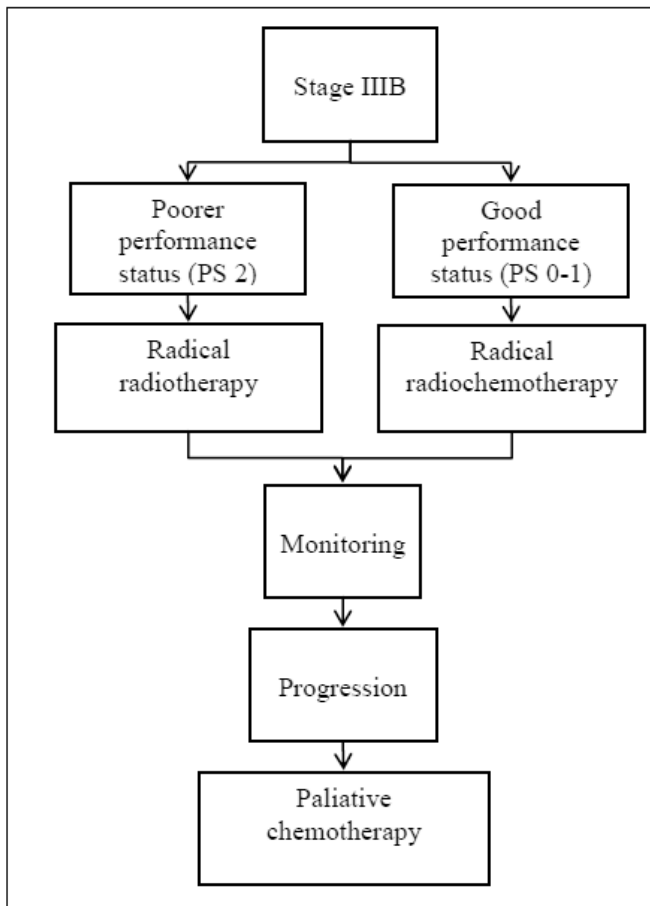 Stage IIIB
Poorer
performance
status (PS 2)
Good
performance
status (PS 0-1)
Radical
radiotherapy
Radical
radiochemotherapy
Monitoring
Progression
Paliative
chemotherapy